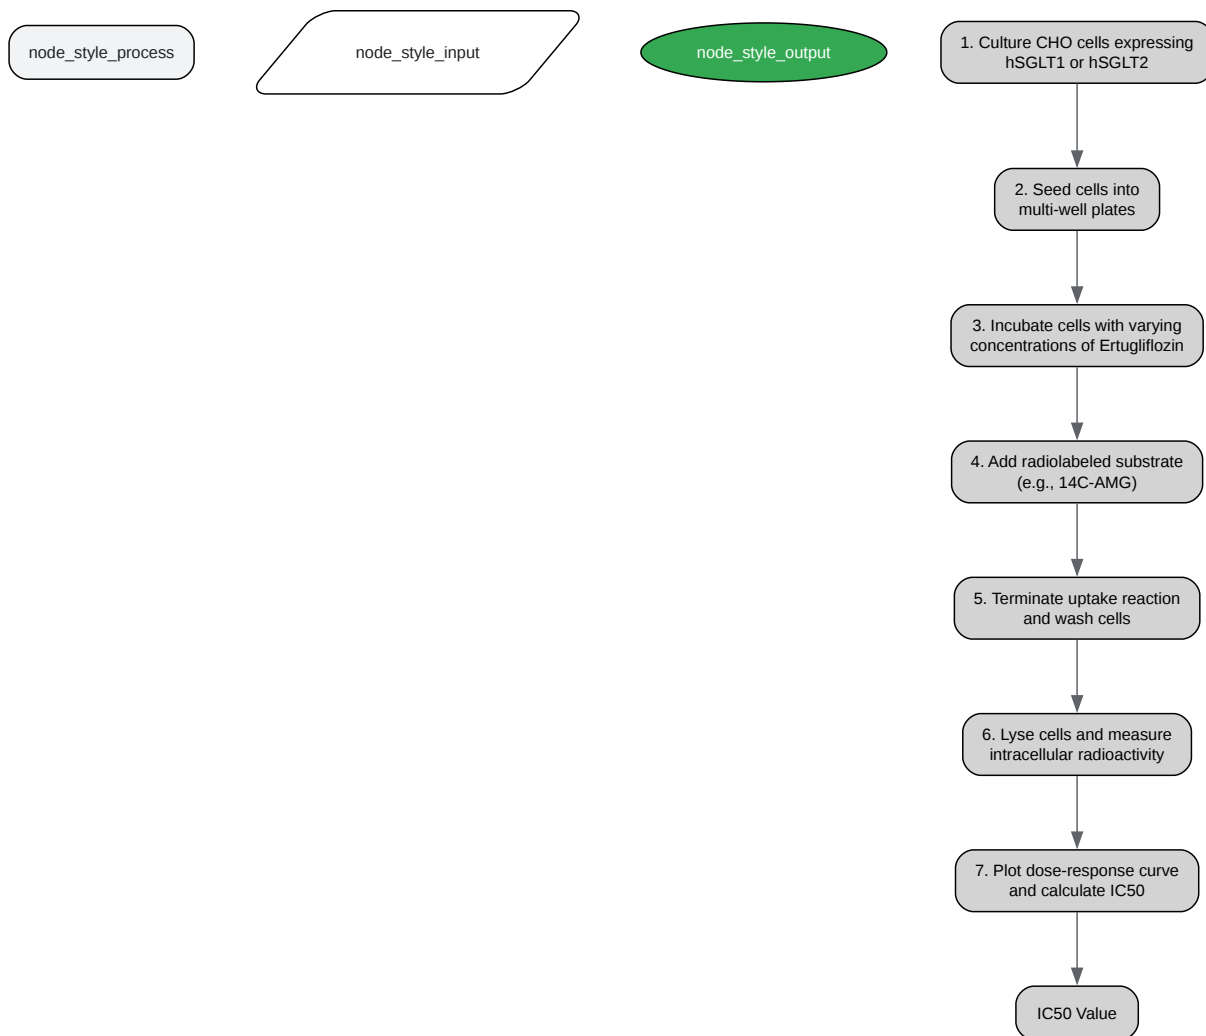 node_style_process
node_style_input
node_style_output
1. Culture CHO cells expressing
hSGLT1 or hSGLT2
2. Seed cells into
multi-well plates
3. Incubate cells with varying
concentrations of Ertugliflozin
4. Add radiolabeled substrate
(e.g., 14C-AMG)
5. Terminate uptake reaction
and wash cells
6. Lyse cells and measure
intracellular radioactivity
7. Plot dose-response curve
and calculate IC50
IC50 Value